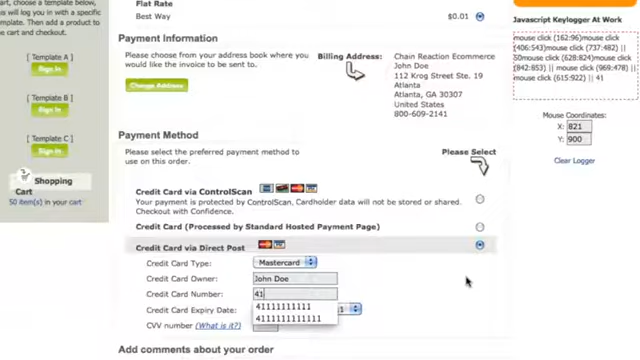 art, choose a template below,
s will log you in with a specific
template. Then add a product to
e cart and checkout.
[ Template A ]
Sign In
[ Template B ]
Sign In
[ Template C ]
Sign In
Shopping
Cart
50 item(s) in your cart
Flat Rate
Best Way
$0.01
Payment Information
Please choose from your address book where you
would like the invoice to be sent to.
Change Address
Billing Address:
Chain Reaction Ecommerce
John Doe
112 Krog Street Ste. 19
Atlanta
Atlanta, GA 30307
United States
800-609-2141
Payment Method
Please select the preferred payment method to
use on this order.
Please Select
Credit Card via ControlScan
Your payment is protected by ControlScan. Cardholder data will not be stored or shared.
Checkout with Confidence.
Credit Card (Processed by Standard Hosted Payment Page)
Credit Card via Direct Post
Credit Card Type:
Mastercard
Credit Card Owner:
John Doe
Credit Card Number:
41
41111111111
4111111111111
Credit Card Expiry Date:
1
CVV number (What is it?)
Add comments about your order
Javascript Keylogger At Work
mouse click (162:96)mouse click
(406:543)mouse click (737:482) ||
50mouse click (628:824)mouse click
(842:853) || mouse click (969:478) ||
mouse click (615:922) || 41
Mouse Coordinates:
X: 821
Y: 900
Clear Logger